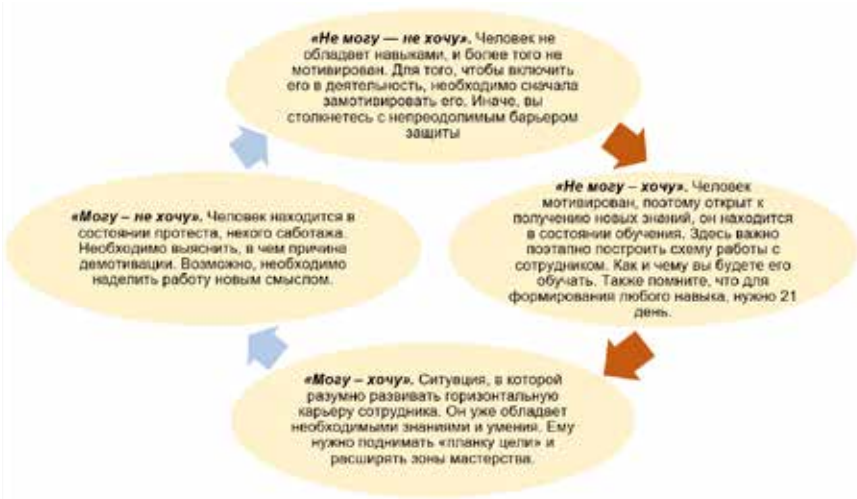 «Не могу — не хочу». Человек не
обладает навыками, и более того не
мотивирован. Для того, чтобы включить
его в деятельность, необходимо сначала
замотивировать его. Иначе, вы
столкнетесь с непреодолимым барьером
защиты
«Не могу – хочу». Человек
мотивирован, поэтому открыт к
получению новых знаний, он находится
в состоянии обучения. Здесь важно
поэтапно построить схему работы с
сотрудником. Как и чему вы будете его
обучать. Также помните, что для
формирования любого навыка, нужно 21
день.
«Могу – хочу». Ситуация, в которой
разумно развивать горизонтальную
карьеру сотрудника. Он уже обладает
необходимыми знаниями и умения. Ему
нужно поднимать «планку цели» и
расширять зоны мастерства.
«Могу – не хочу». Человек находится в
состоянии протеста, некого саботажа.
Необходимо выяснить, в чем причина
демотивации. Возможно, необходимо
наделить работу новым смыслом.